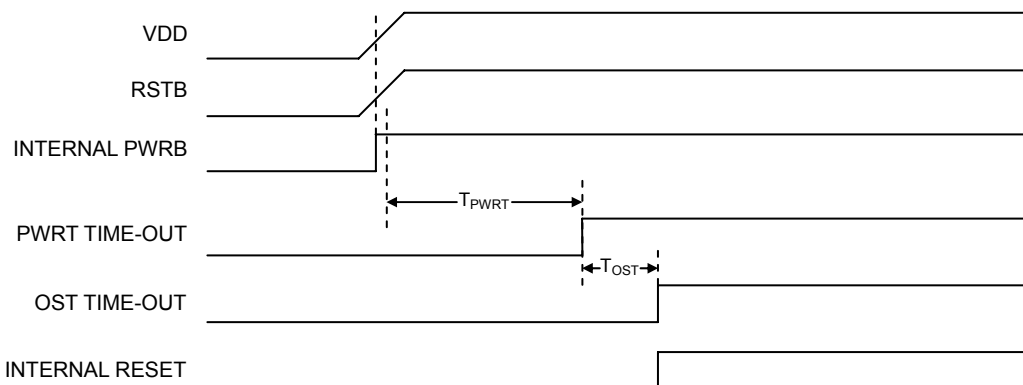 VDD
RSTB
INTERNAL PWRB
TPWRT
PWRT TIME-OUT
TOST
OST TIME-OUT
INTERNAL RESET